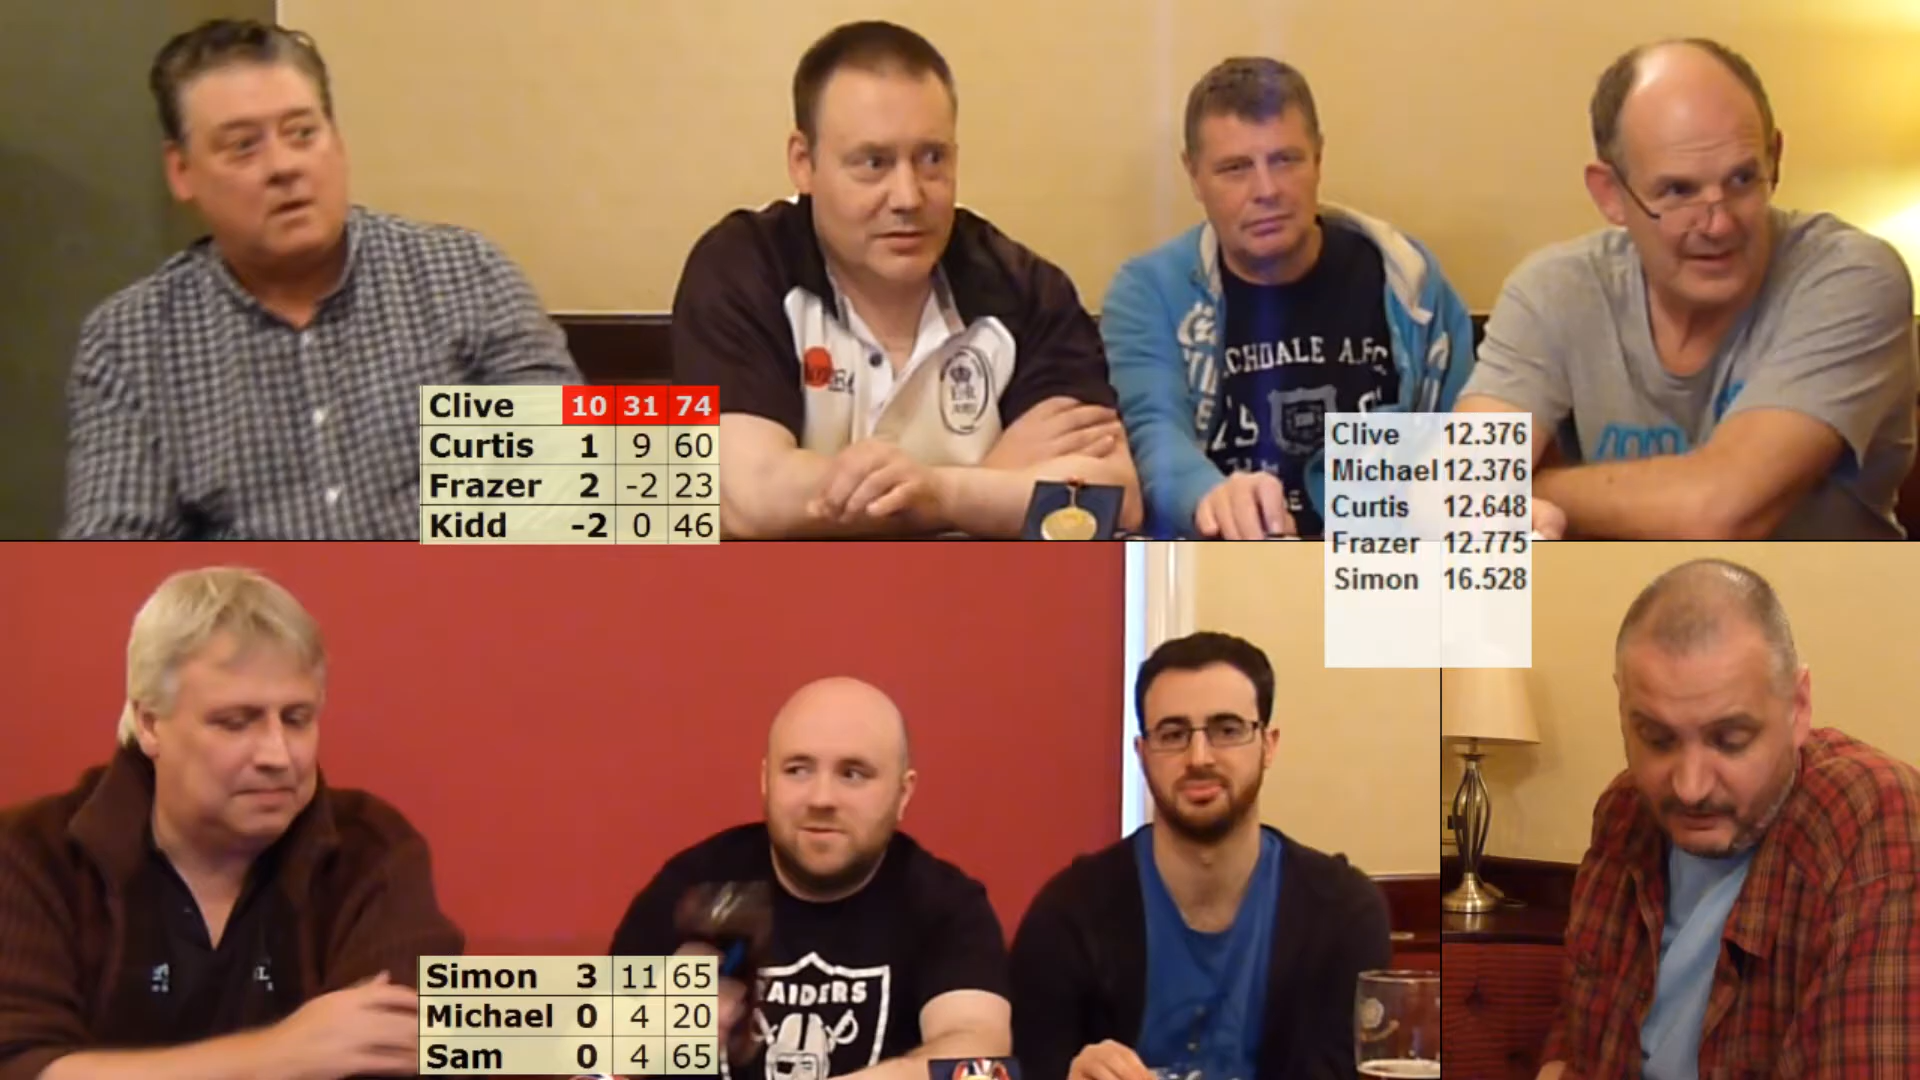 Clive 10 31 74
Curtis 1 9 60
Frazer 2 -2 23
Kidd -2 0 46
CHDALE A.F.C
Clive 12.376
Michael 12.376
Curtis 12.648
Frazer 12.775
Simon 16.528
Simon 3 11 65
Michael 0 4 20
Sam 0 4 65
AIDERS